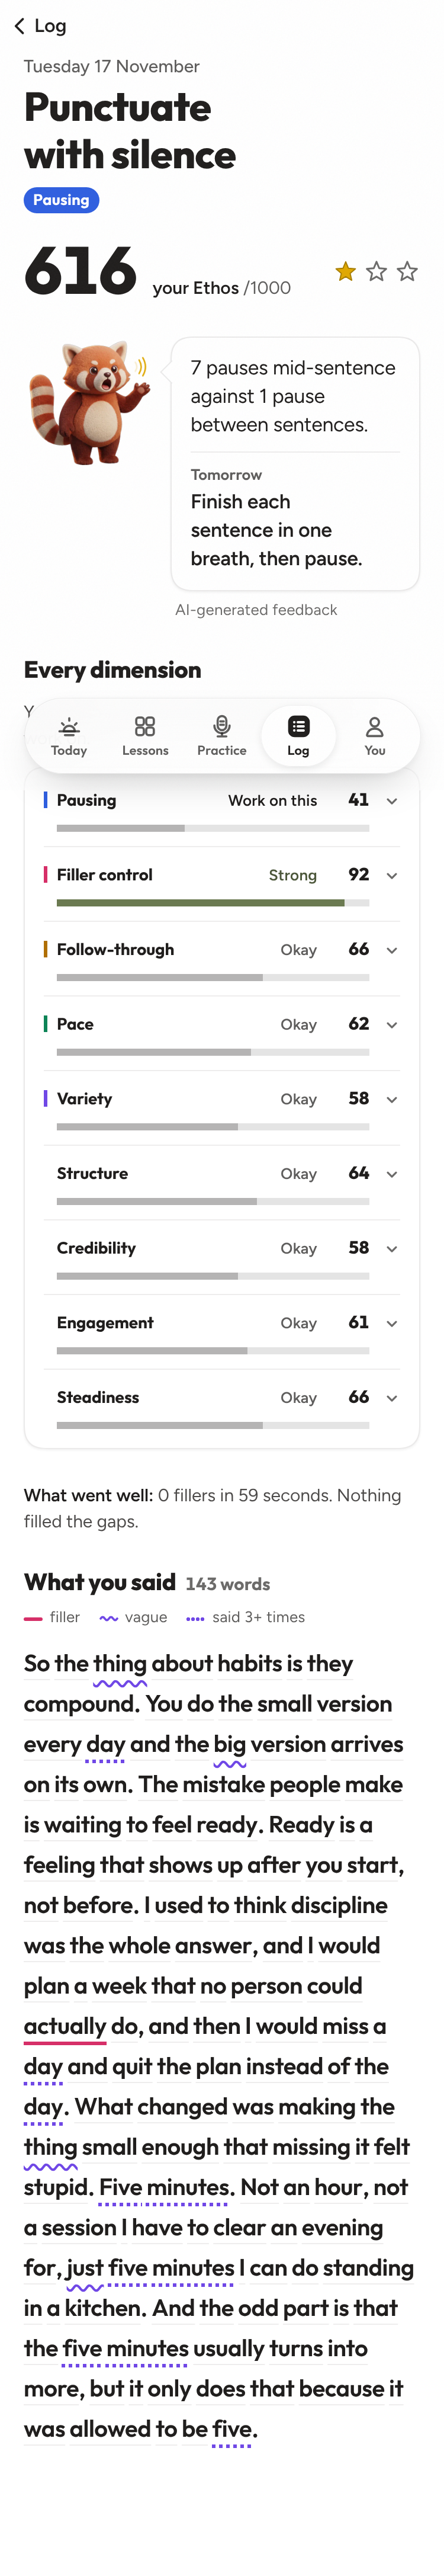 Log
Tuesday 17 November
Punctuate
with silence
Pausing
616 your Ethos /1000
7 pauses mid-sentence
against 1 pause
between sentences.
Tomorrow
Finish each
sentence in one
breath, then pause.
AI-generated feedback
Every dimension
Today Lessons Practice Log You
Pausing Work on this 41
Filler control Strong 92
Follow-through Okay 66
Pace Okay 62
Variety Okay 58
Structure Okay 64
Credibility Okay 58
Engagement Okay 61
Steadiness Okay 66
What went well: 0 fillers in 59 seconds. Nothing
filled the gaps.
What you said 143 words
filler vague said 3+ times
So the thing about habits is they
compound. You do the small version
every day and the big version arrives
on its own. The mistake people make
is waiting to feel ready. Ready is a
feeling that shows up after you start,
not before. I used to think discipline
was the whole answer, and I would
plan a week that no person could
actually do, and then I would miss a
day and quit the plan instead of the
day. What changed was making the
thing small enough that missing it felt
stupid. Five minutes. Not an hour, not
a session I have to clear an evening
for, just five minutes I can do standing
in a kitchen. And the odd part is that
the five minutes usually turns into
more, but it only does that because it
was allowed to be five.